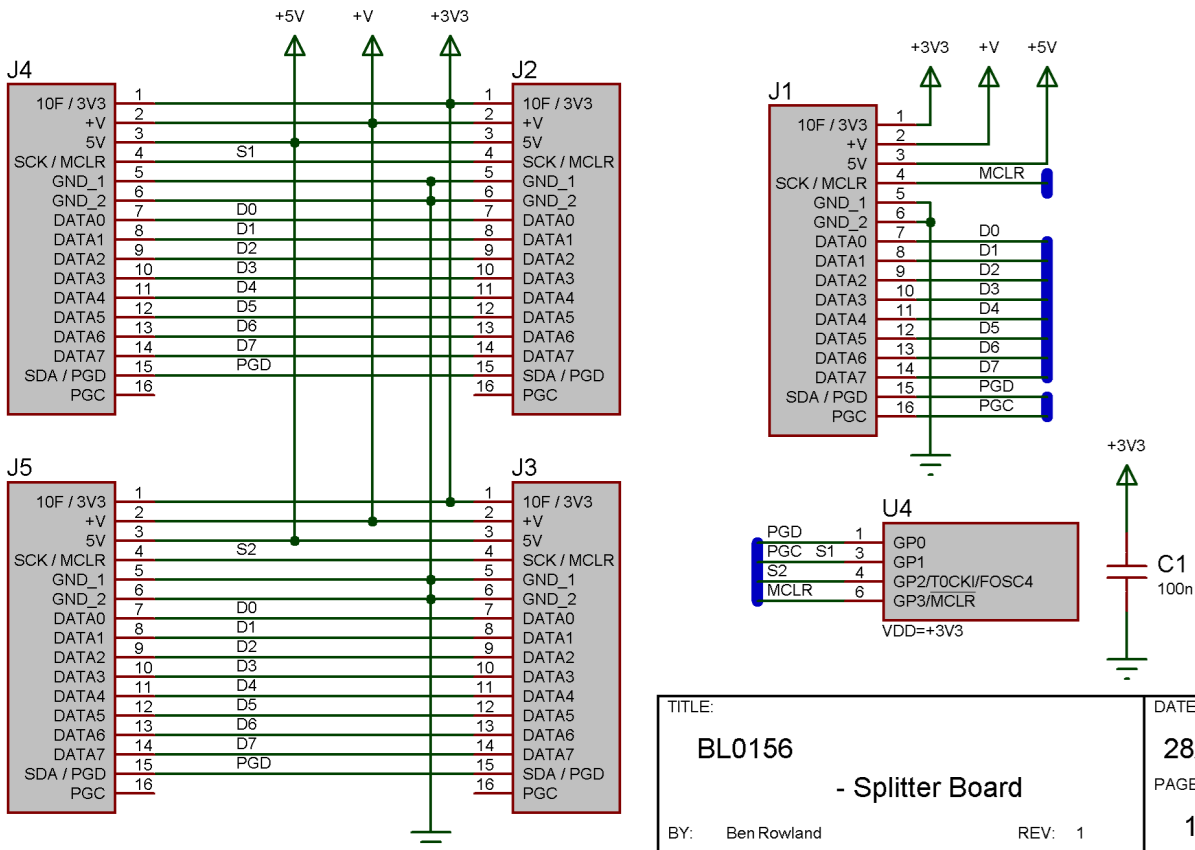 +5V +V +3V3
J4
10F / 3V3 1
+V 2
5V 3
SCK / MCLR 4
GND_1 5
GND_2 6
DATA0 7
DATA1 8
DATA2 9
DATA3 10
DATA4 11
DATA5 12
DATA6 13
DATA7 14
SDA / PGD 15
PGC 16
S1
D0
D1
D2
D3
D4
D5
D6
D7
PGD
J2
1 10F / 3V3
2 +V
3 5V
4 SCK / MCLR
5 GND_1
6 GND_2
7 DATA0
8 DATA1
9 DATA2
10 DATA3
11 DATA4
12 DATA5
13 DATA6
14 DATA7
15 SDA / PGD
16 PGC
J5
10F / 3V3 1
+V 2
5V 3
SCK / MCLR 4
GND_1 5
GND_2 6
DATA0 7
DATA1 8
DATA2 9
DATA3 10
DATA4 11
DATA5 12
DATA6 13
DATA7 14
SDA / PGD 15
PGC 16
S2
D0
D1
D2
D3
D4
D5
D6
D7
PGD
J3
1 10F / 3V3
2 +V
3 5V
4 SCK / MCLR
5 GND_1
6 GND_2
7 DATA0
8 DATA1
9 DATA2
10 DATA3
11 DATA4
12 DATA5
13 DATA6
14 DATA7
15 SDA / PGD
16 PGC
+3V3 +V +5V
J1
10F / 3V3 1
+V 2
5V 3
SCK / MCLR 4 MCLR
GND_1 5
GND_2 6
DATA0 7 D0
DATA1 8 D1
DATA2 9 D2
DATA3 10 D3
DATA4 11 D4
DATA5 12 D5
DATA6 13 D6
DATA7 14 D7
SDA / PGD 15 PGD
PGC 16 PGC
U4
PGD 1 GP0
PGC S1 3 GP1
S2 4 GP2/T0CKI/FOSC4
MCLR 6 GP3/MCLR
VDD=+3V3
+3V3
C1
100n
TITLE:
BL0156
- Splitter Board
BY: Ben Rowland REV: 1
DATE
28
PAGE
1